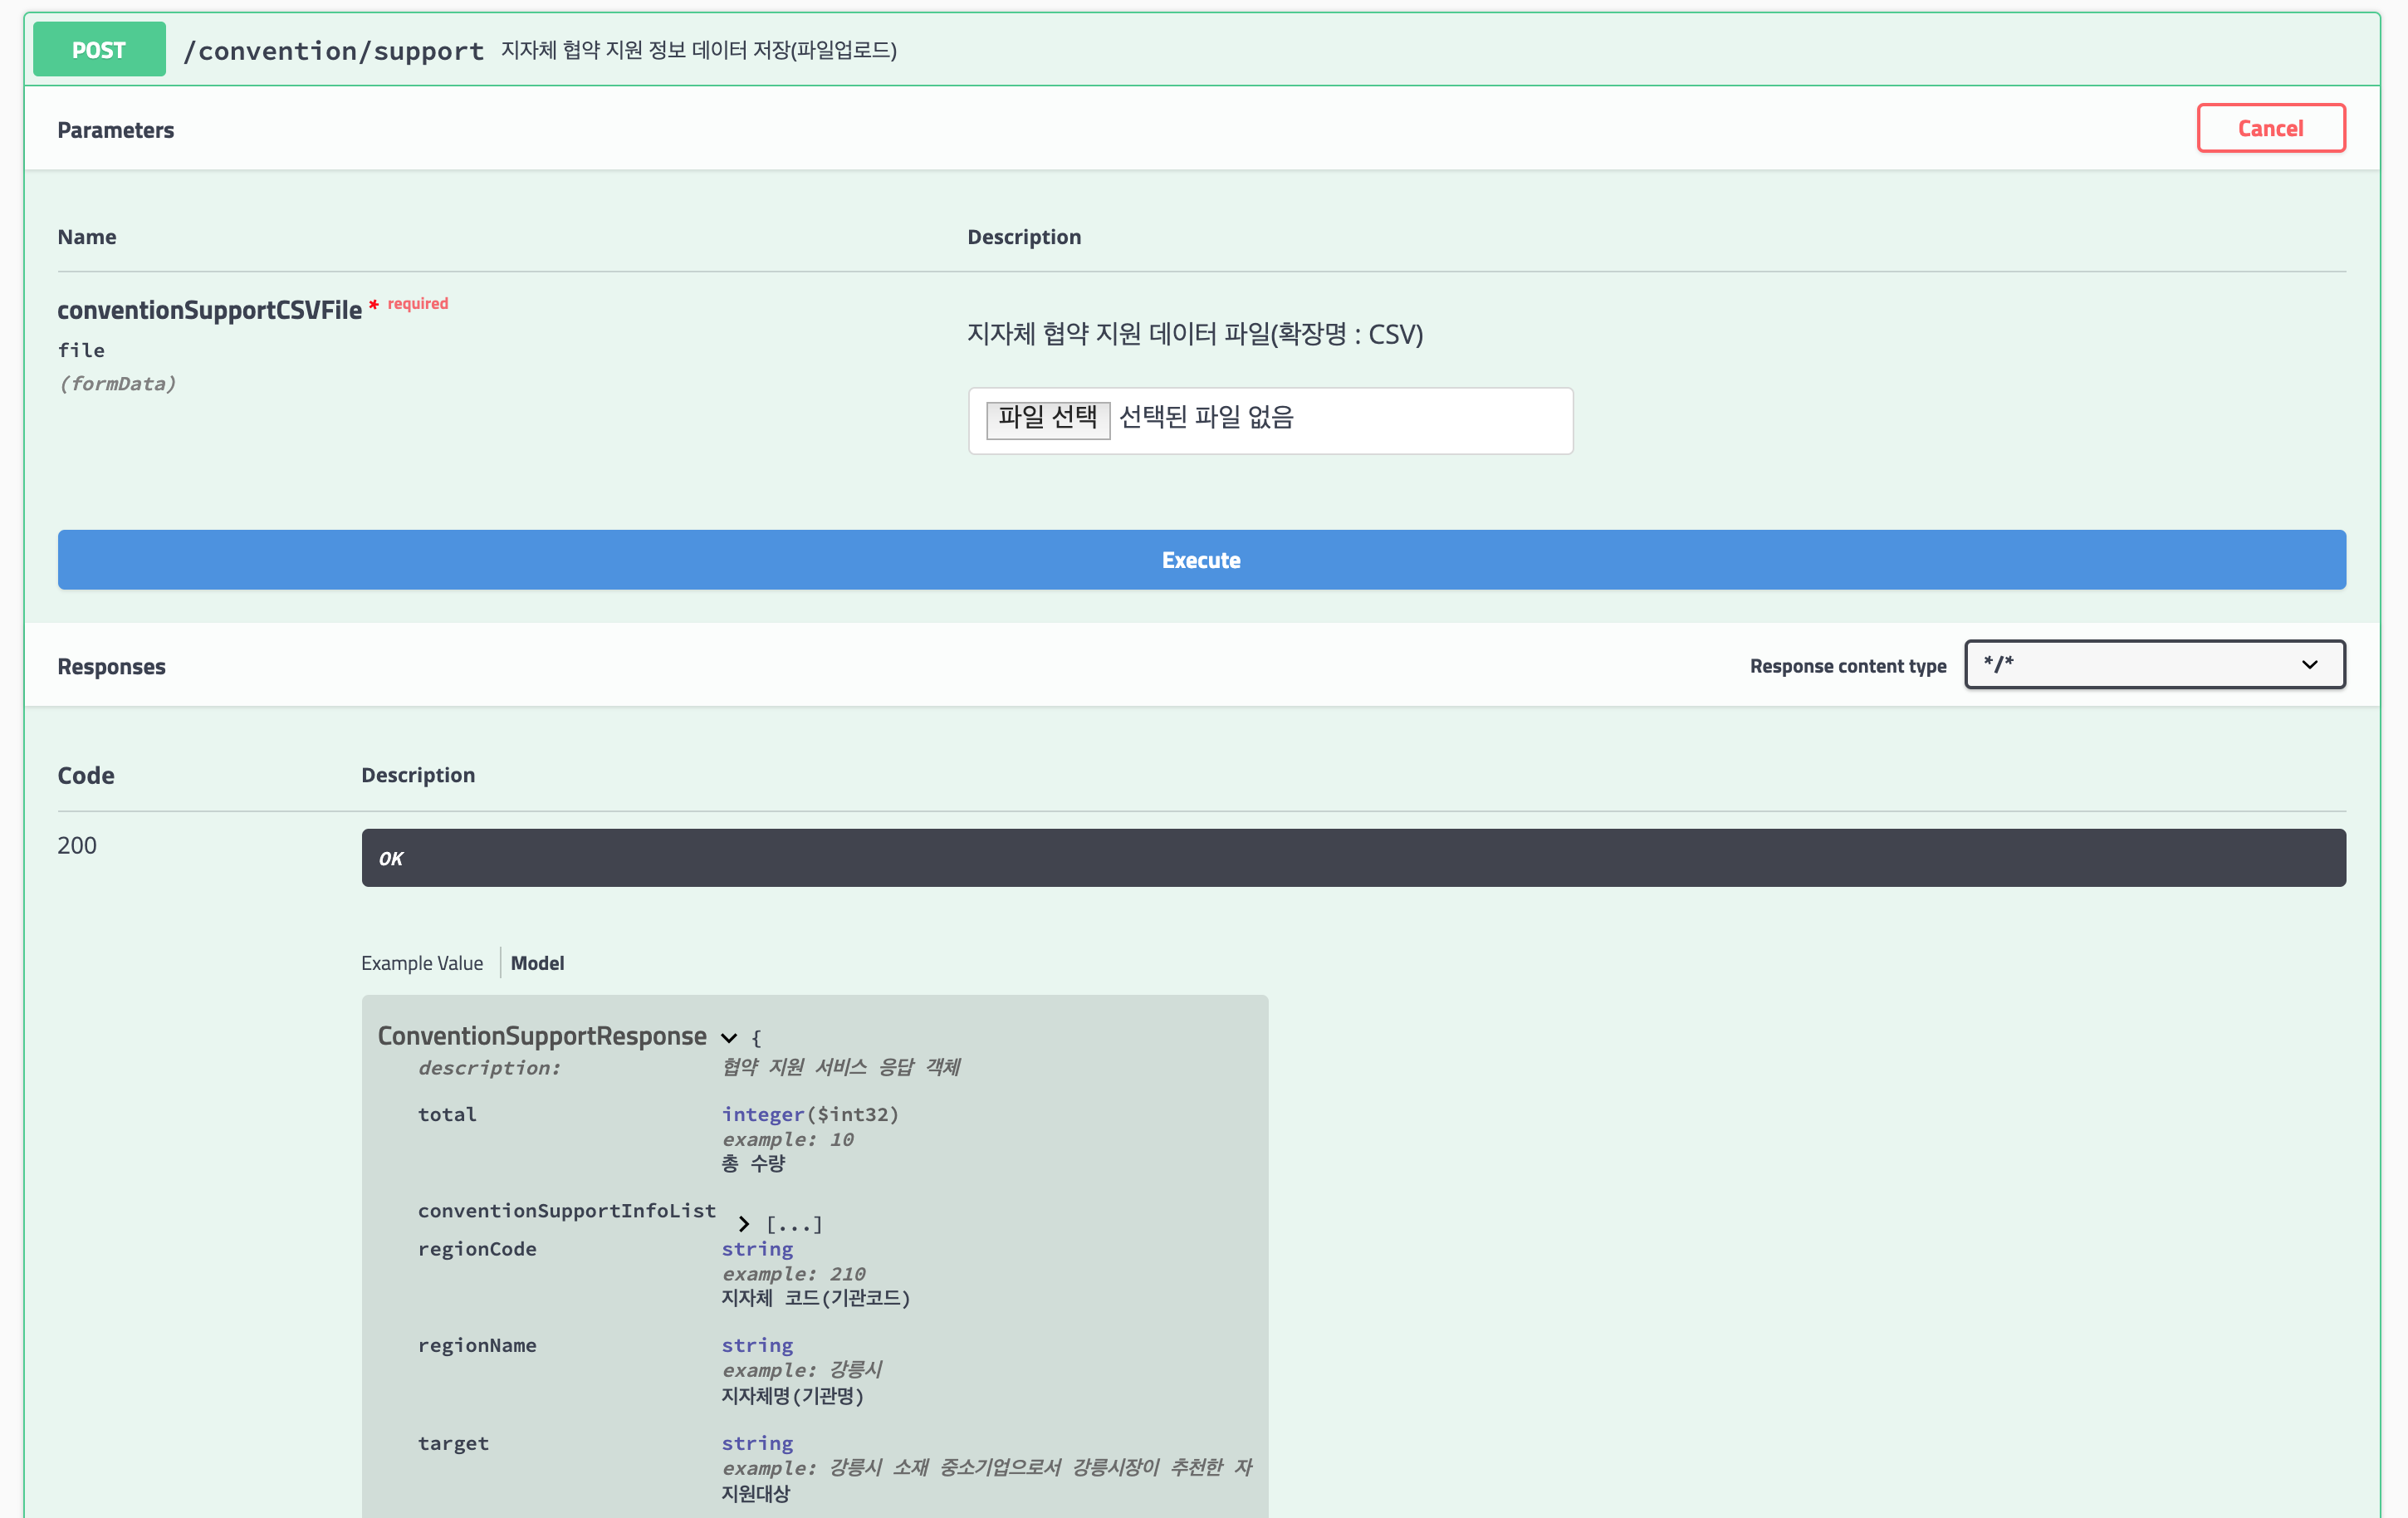 POST /convention/support 지자체 협약 지원 정보 데이터 저장(파일업로드)
Parameters
Cancel
Name
Description
conventionSupportCSVFile * required
file
(formData)
지자체 협약 지원 데이터 파일(확장명 : CSV)
파일 선택 선택된 파일 없음
Execute
Responses
Response content type */*
Code
Description
200
OK
Example Value Model
ConventionSupportResponse {
description: 협약 지원 서비스 응답 객체
total integer($int32)
example: 10
총 수량
conventionSupportInfoList [...]
regionCode string
example: 210
지자체 코드(기관코드)
regionName string
example: 강릉시
지자체명(기관명)
target string
example: 강릉시 소재 중소기업으로서 강릉시장이 추천한 자
지원대상